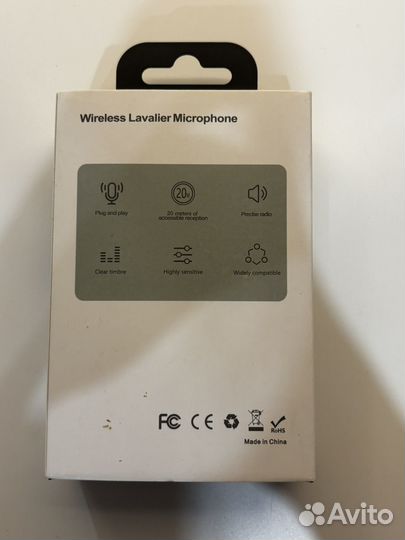 Wireless Lavalier Microphone
20
Plug and play
20 meters of
accessible reception
Precise radio
Clear timbre
Highly sensitive
Widely compatible
FC CE RoHS
Made in China
Avito